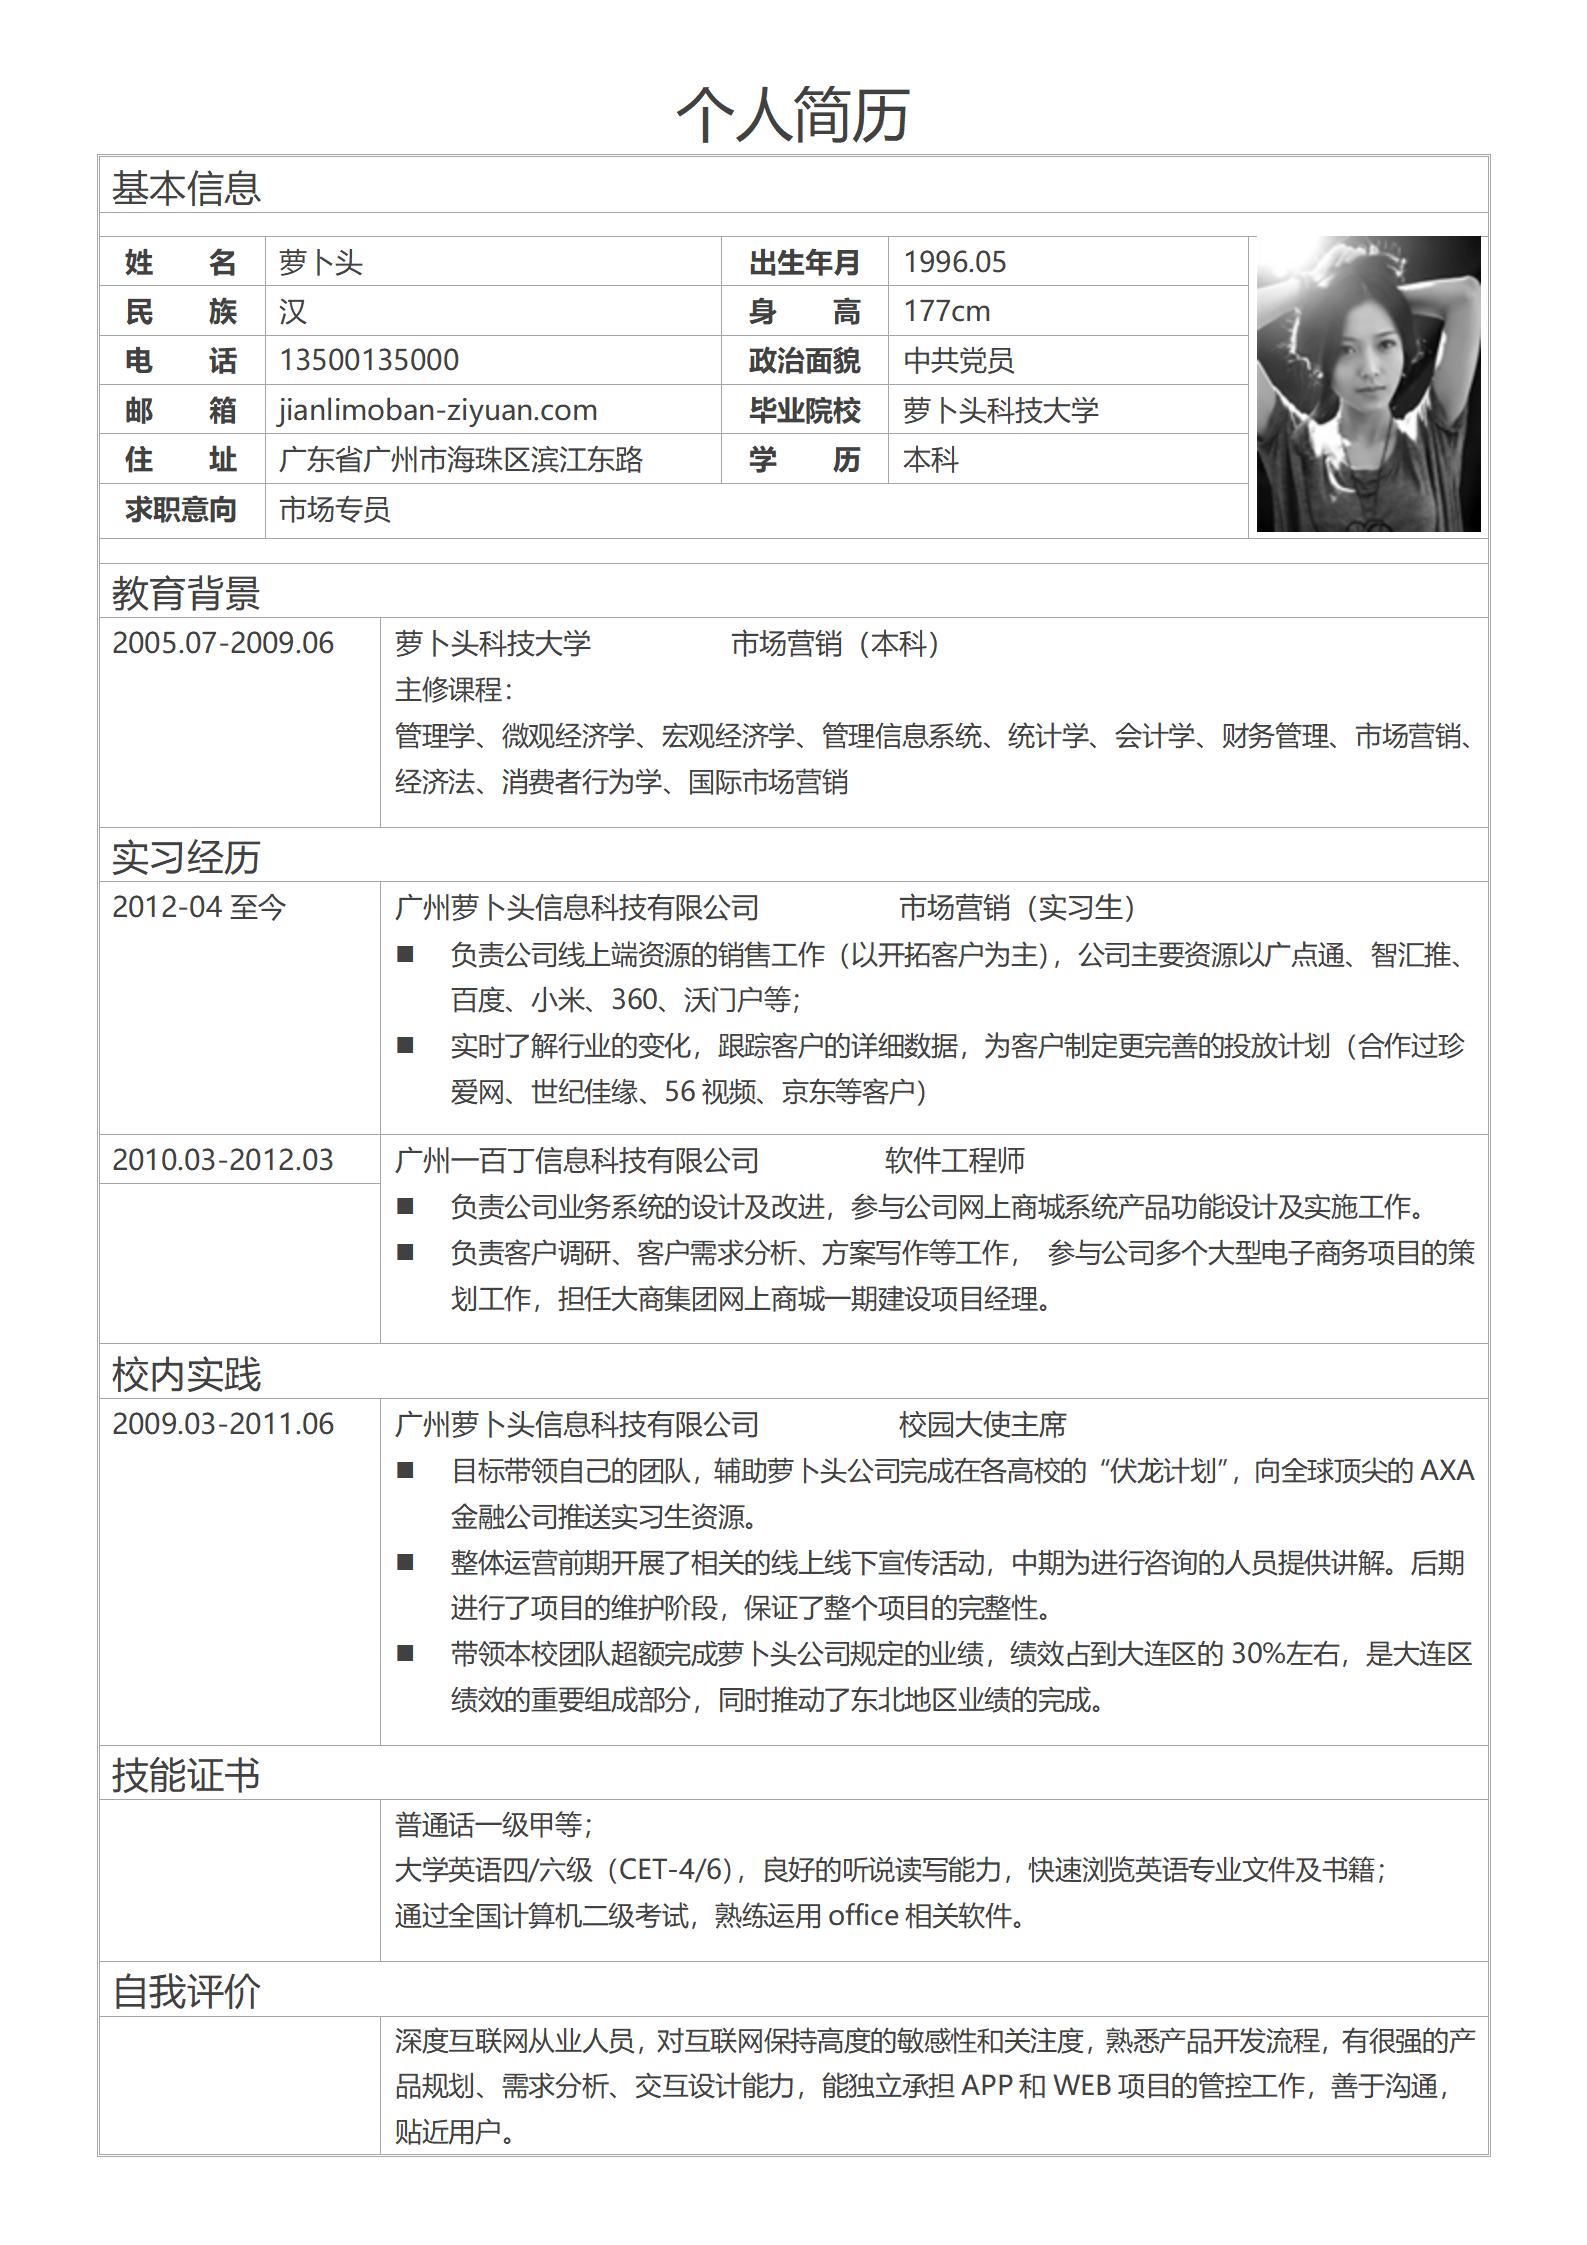 个人简历
基本信息
姓 名 萝卜头 出生年月 1996.05
民 族 汉 身 高 177cm
电 话 13500135000 政治面貌 中共党员
邮 箱 jianlimoban-ziyuan.com 毕业院校 萝卜头科技大学
住 址 广东省广州市海珠区滨江东路 学 历 本科
求职意向 市场专员
教育背景
2005.07-2009.06 萝卜头科技大学 市场营销（本科）
主修课程：
管理学、微观经济学、宏观经济学、管理信息系统、统计学、会计学、财务管理、市场营销、
经济法、消费者行为学、国际市场营销
实习经历
2012-04 至今 广州萝卜头信息科技有限公司 市场营销（实习生）
■ 负责公司线上端资源的销售工作（以开拓客户为主），公司主要资源以广点通、智汇推、
百度、小米、360、沃门户等；
■ 实时了解行业的变化，跟踪客户的详细数据，为客户制定更完善的投放计划（合作过珍
爱网、世纪佳缘、56 视频、京东等客户）
2010.03-2012.03 广州一百丁信息科技有限公司 软件工程师
■ 负责公司业务系统的设计及改进，参与公司网上商城系统产品功能设计及实施工作。
■ 负责客户调研、客户需求分析、方案写作等工作， 参与公司多个大型电子商务项目的策
划工作，担任大商集团网上商城一期建设项目经理。
校内实践
2009.03-2011.06 广州萝卜头信息科技有限公司 校园大使主席
■ 目标带领自己的团队，辅助萝卜头公司完成在各高校的“伏龙计划”，向全球顶尖的 AXA
金融公司推送实习生资源。
■ 整体运营前期开展了相关的线上线下宣传活动，中期为进行咨询的人员提供讲解。后期
进行了项目的维护阶段，保证了整个项目的完整性。
■ 带领本校团队超额完成萝卜头公司规定的业绩，绩效占到大连区的 30%左右，是大连区
绩效的重要组成部分，同时推动了东北地区业绩的完成。
技能证书
普通话一级甲等；
大学英语四/六级（CET-4/6），良好的听说读写能力，快速浏览英语专业文件及书籍；
通过全国计算机二级考试，熟练运用 office 相关软件。
自我评价
深度互联网从业人员，对互联网保持高度的敏感性和关注度，熟悉产品开发流程，有很强的产
品规划、需求分析、交互设计能力，能独立承担 APP 和 WEB 项目的管控工作，善于沟通，
贴近用户。